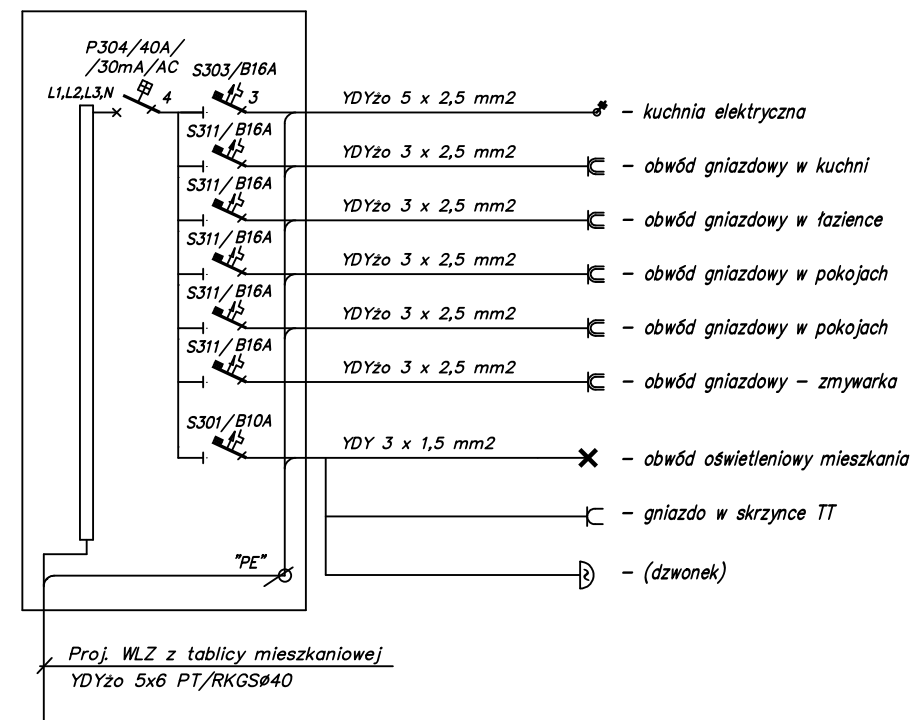 P304/40A/
/30mA/AC
S303/B16A
L1,L2,L3,N
4
3
YDYżo 5 x 2,5 mm2
– kuchnia elektryczna
S311/B16A
YDYżo 3 x 2,5 mm2
– obwód gniazdowy w kuchni
S311/B16A
YDYżo 3 x 2,5 mm2
– obwód gniazdowy w łazience
S311/B16A
YDYżo 3 x 2,5 mm2
– obwód gniazdowy w pokojach
S311/B16A
YDYżo 3 x 2,5 mm2
– obwód gniazdowy w pokojach
S311/B16A
YDYżo 3 x 2,5 mm2
– obwód gniazdowy – zmywarka
S301/B10A
YDY 3 x 1,5 mm2
– obwód oświetleniowy mieszkania
– gniazdo w skrzynce TT
"PE"
– (dzwonek)
Proj. WLZ z tablicy mieszkaniowej
YDYżo 5x6 PT/RKGSø40